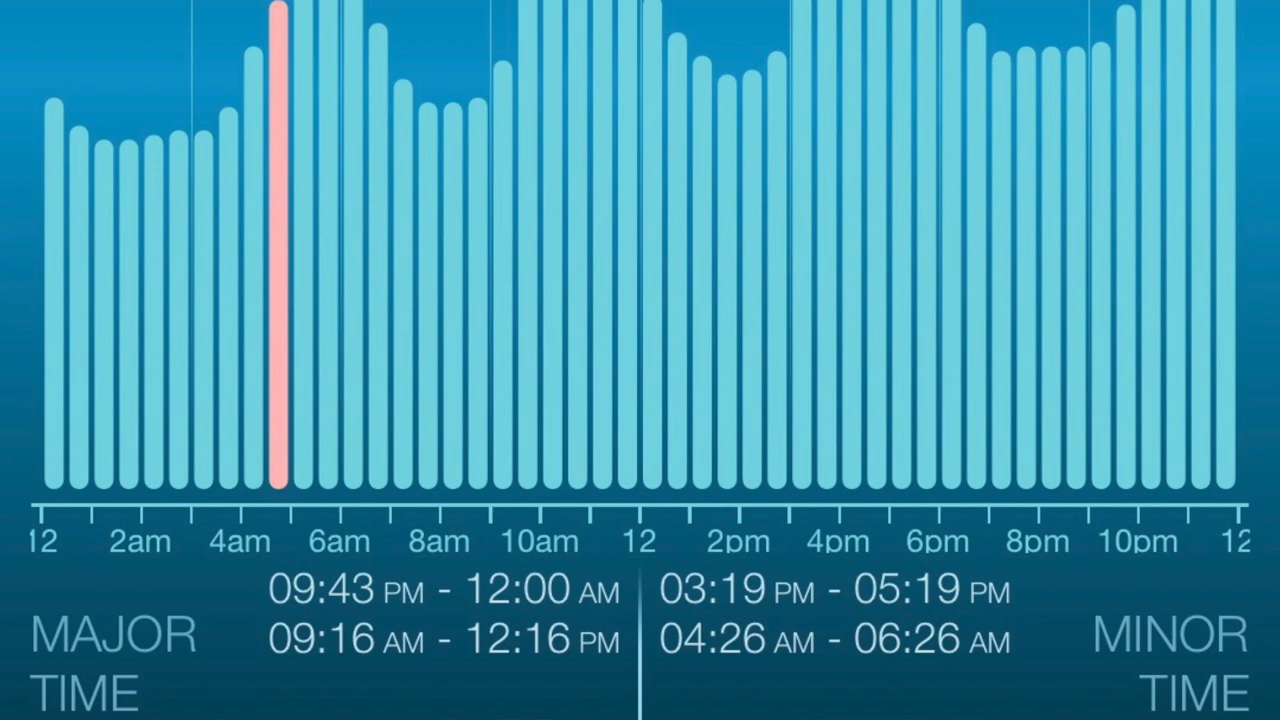 12 2am 4am 6am 8am 10am 12 2pm 4pm 6pm 8pm 10pm 12
09:43 PM - 12:00 AM
09:16 AM - 12:16 PM
MAJOR
TIME
03:19 PM - 05:19 PM
04:26 AM - 06:26 AM
MINOR
TIME